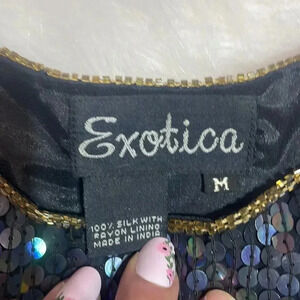 Exotica
M
100% SILK WITH
RAYON LINING
MADE IN INDIA